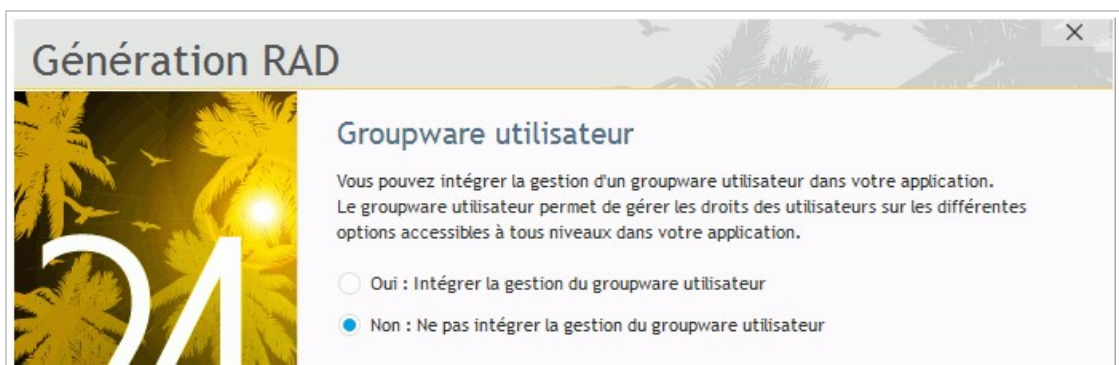 Génération RAD
24
Groupware utilisateur
Vous pouvez intégrer la gestion d'un groupware utilisateur dans votre application.
Le groupware utilisateur permet de gérer les droits des utilisateurs sur les différentes
options accessibles à tous niveaux dans votre application.
Oui : Intégrer la gestion du groupware utilisateur
Non : Ne pas intégrer la gestion du groupware utilisateur